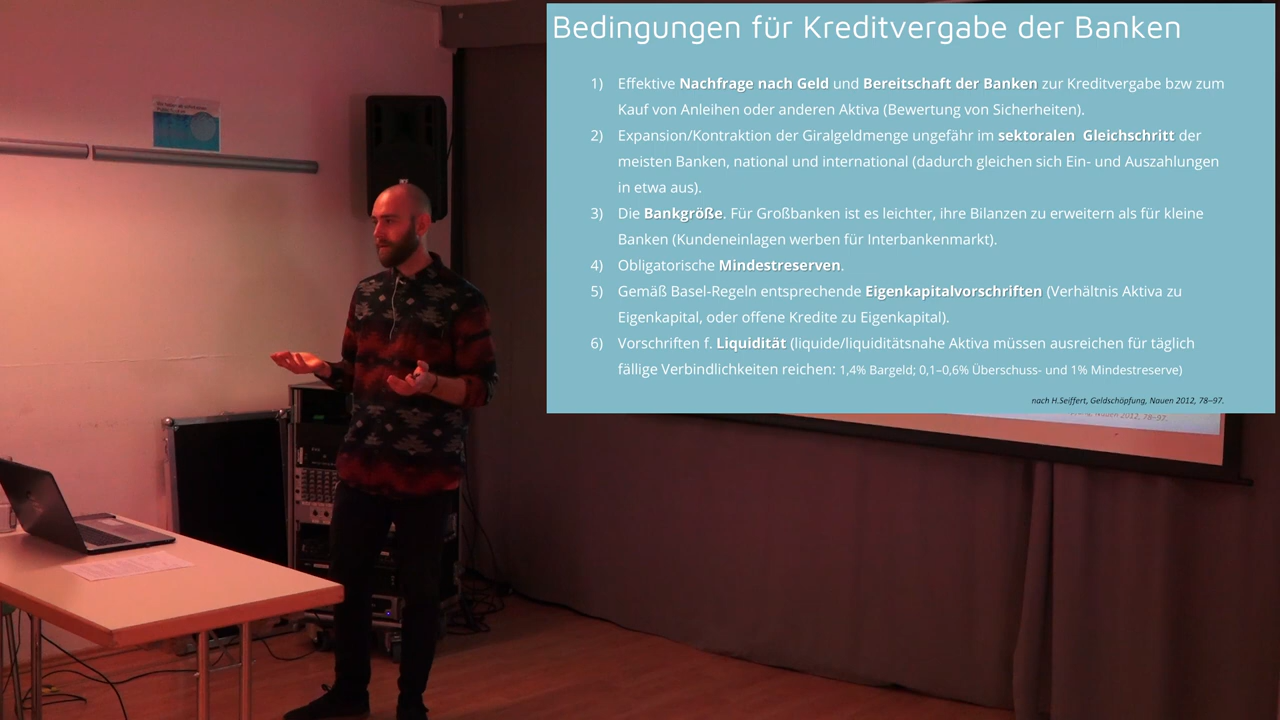 Bedingungen für Kreditvergabe der Banken
1) Effektive Nachfrage nach Geld und Bereitschaft der Banken zur Kreditvergabe bzw zum
Kauf von Anleihen oder anderen Aktiva (Bewertung von Sicherheiten).
2) Expansion/Kontraktion der Giralgeldmenge ungefähr im sektoralen Gleichschritt der
meisten Banken, national und international (dadurch gleichen sich Ein- und Auszahlungen
in etwa aus).
3) Die Bankgröße. Für Großbanken ist es leichter, ihre Bilanzen zu erweitern als für kleine
Banken (Kundeneinlagen werben für Interbankenmarkt).
4) Obligatorische Mindestreserven.
5) Gemäß Basel-Regeln entsprechende Eigenkapitalvorschriften (Verhältnis Aktiva zu
Eigenkapital, oder offene Kredite zu Eigenkapital).
6) Vorschriften f. Liquidität (liquide/liquiditätsnahe Aktiva müssen ausreichen für täglich
fällige Verbindlichkeiten reichen: 1,4% Bargeld; 0,1–0,6% Überschuss- und 1% Mindestreserve)
nach H.Seiffert, Geldschöpfung, Nauen 2012, 78–97.
Nauen 2012, 78–97.